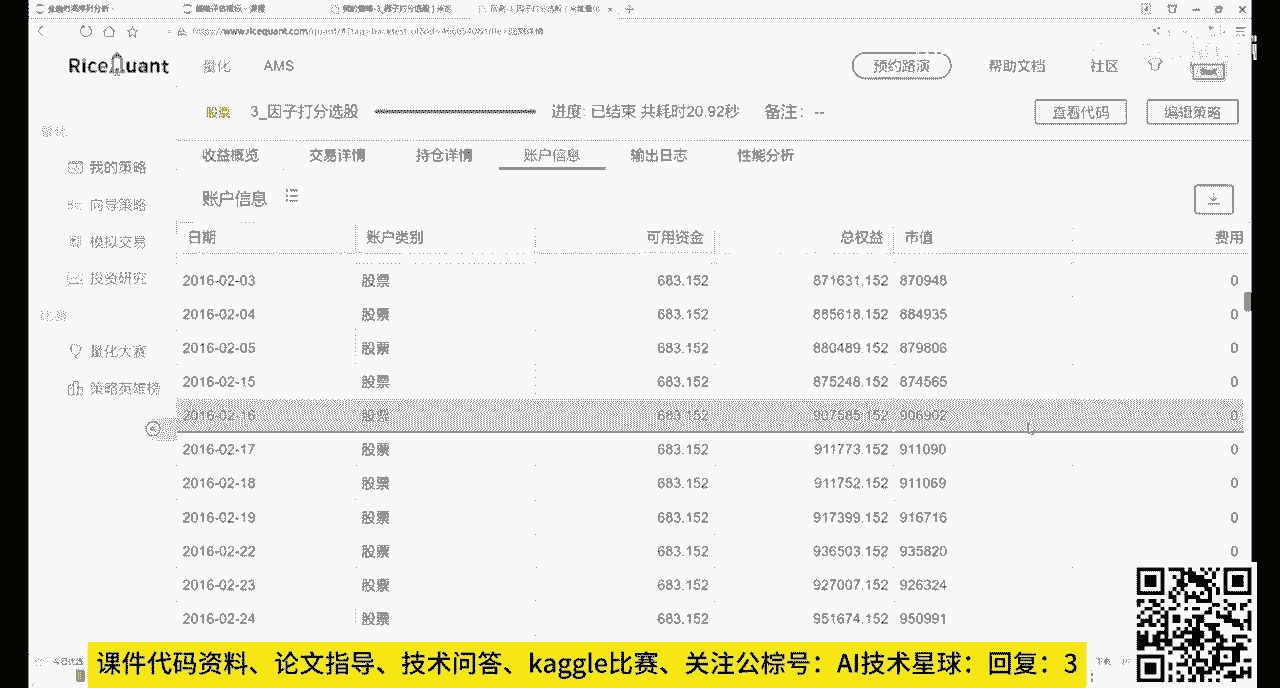 RiceQuant 量化 AMS 预约路演 帮助文档 社区
股票 3_因子打分选股 进度: 已结束 共耗时20.92秒 备注: -- 查看代码 编辑策略
量化
收益概览 交易详情 持仓详情 账户信息 输出日志 性能分析
我的策略
账户信息
向导策略
日期 账户类别 可用资金 总权益 市值 费用
模拟交易
投资研究
2016-02-03 股票 683.152 871631.152 870948 0
2016-02-04 股票 683.152 885618.152 884935 0
2016-02-05 股票 683.152 880489.152 879806 0
量化大赛
2016-02-15 股票 683.152 875248.152 874565 0
策略英雄榜
2016-02-16 股票 683.152 907585.152 906902 0
2016-02-17 股票 683.152 911773.152 911090 0
2016-02-18 股票 683.152 911752.152 911069 0
2016-02-19 股票 683.152 917399.152 916716 0
2016-02-22 股票 683.152 936503.152 935820 0
2016-02-23 股票 683.152 927007.152 926324
2016-02-24 股票 683.152 951674.152 950991
课件代码资料、论文指导、技术问答、kaggle比赛、关注公棕号：AI技术星球：回复：3